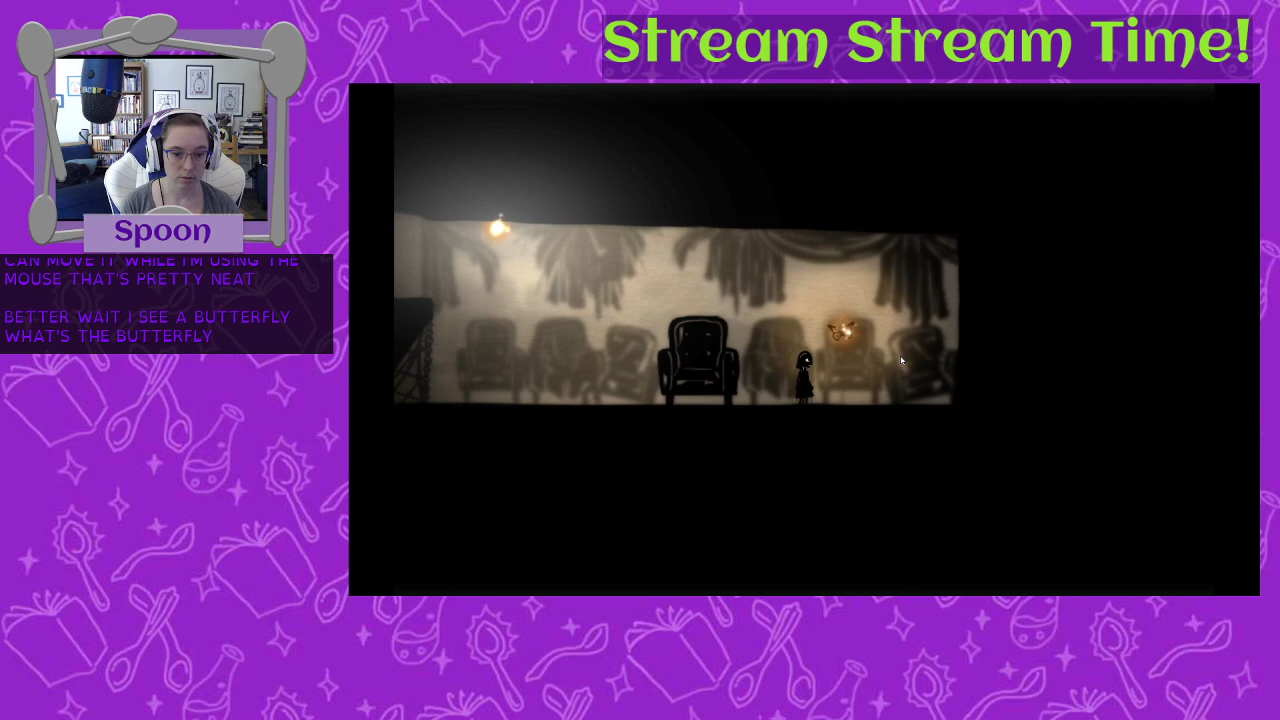 Stream Stream Time!
Spoon
CAN MOVE IT WHILE I'M USING THE
MOUSE THAT'S PRETTY NEAT
BETTER WAIT I SEE A BUTTERFLY
WHAT'S THE BUTTERFLY